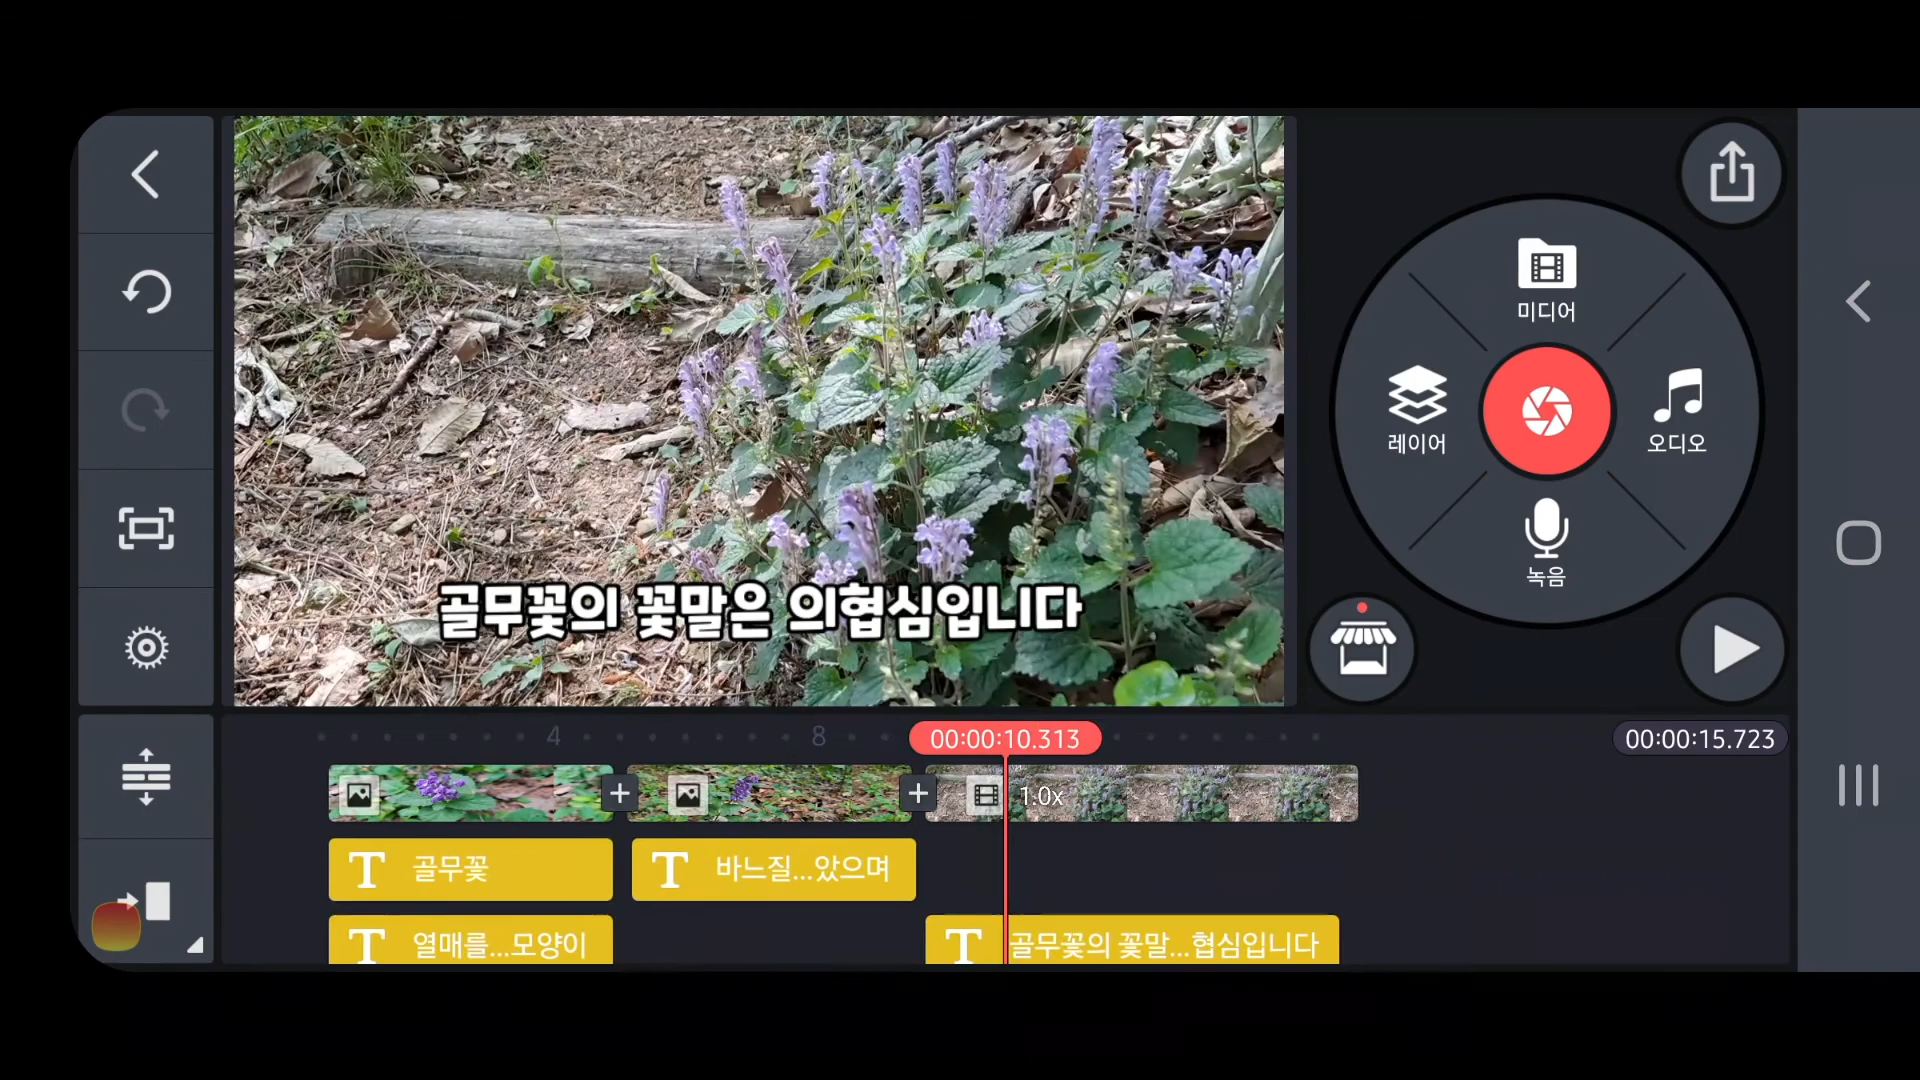 미디어
레이어
오디오
녹음
골무꽃의 꽃말은 의협심입니다
4
8
00:00:10.313
00:00:15.723
1.0x
골무꽃
바느질...았으며
열매를...모양이
골무꽃의 꽃말...협심입니다